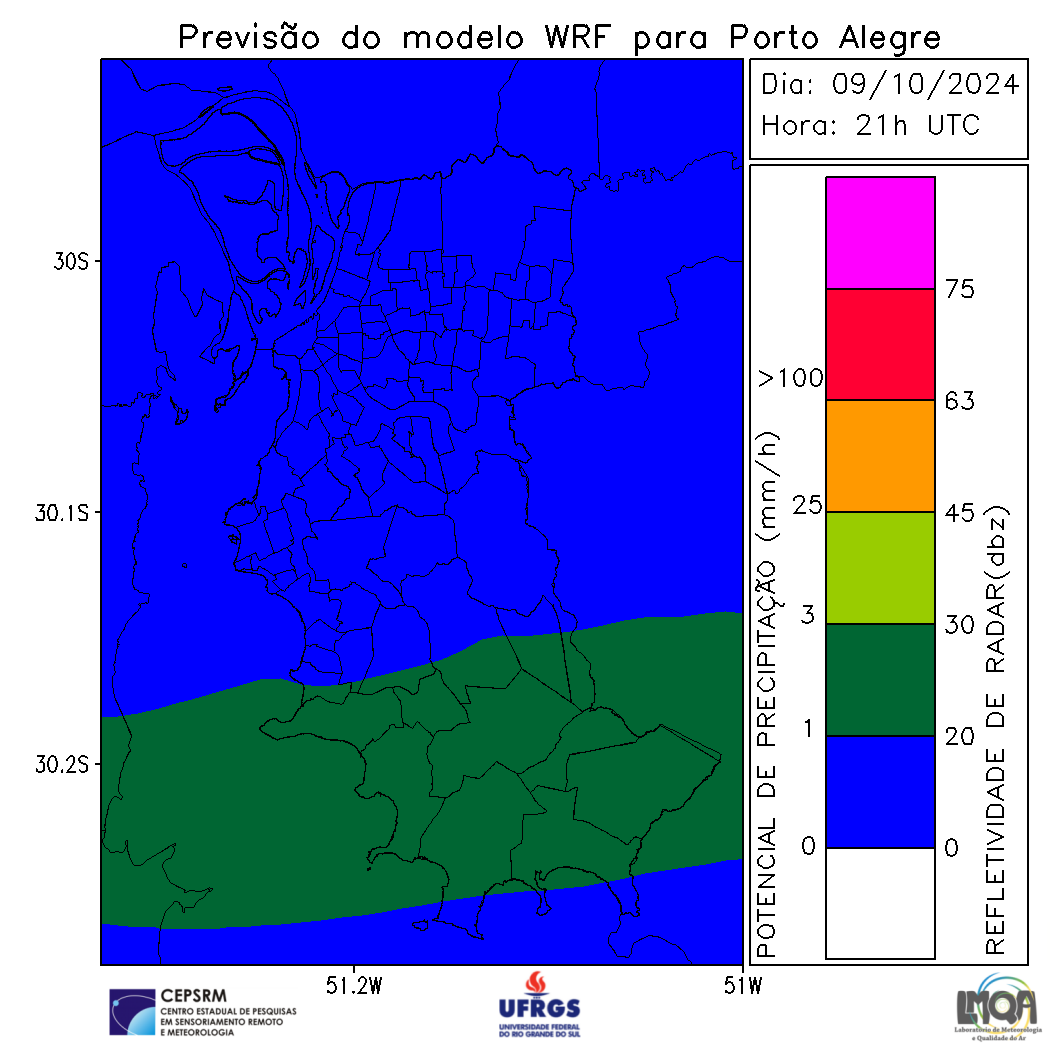 Previsão do modelo WRF para Porto Alegre
Dia: 09/10/2024
Hora: 21h UTC
30S
30.1S
30.2S
51.2W
51W
POTENCIAL DE PRECIPITAÇÃO (mm/h)
>100
25
3
1
0
75
63
45
30
20
0
REFLETIVIDADE DE RADAR(dbz)
CEPSRM
CENTRO ESTADUAL DE PESQUISAS
EM SENSORIAMENTO REMOTO
E METEOROLOGIA
UFRGS
UNIVERSIDADE FEDERAL
DO RIO GRANDE DO SUL
LMQA
Laboratório de Meteorologia
e Qualidade do Ar